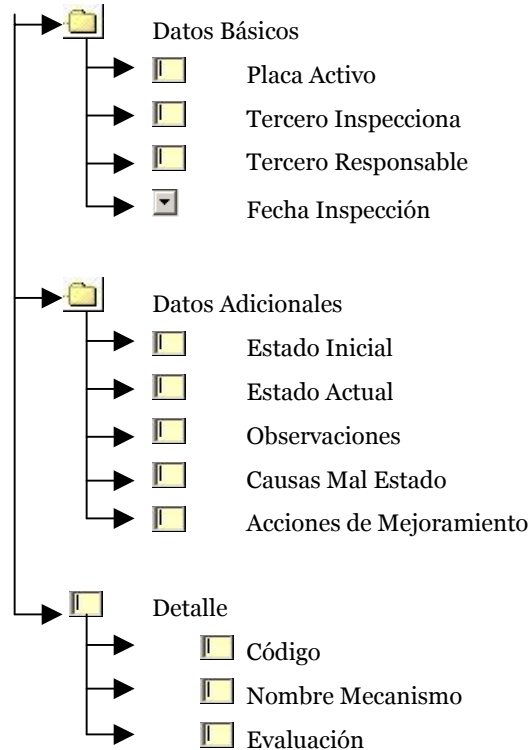 Datos Básicos
Placa Activo
Tercero Inspecciona
Tercero Responsable
Fecha Inspección
Datos Adicionales
Estado Inicial
Estado Actual
Observaciones
Causas Mal Estado
Acciones de Mejoramiento
Detalle
Código
Nombre Mecanismo
Evaluación